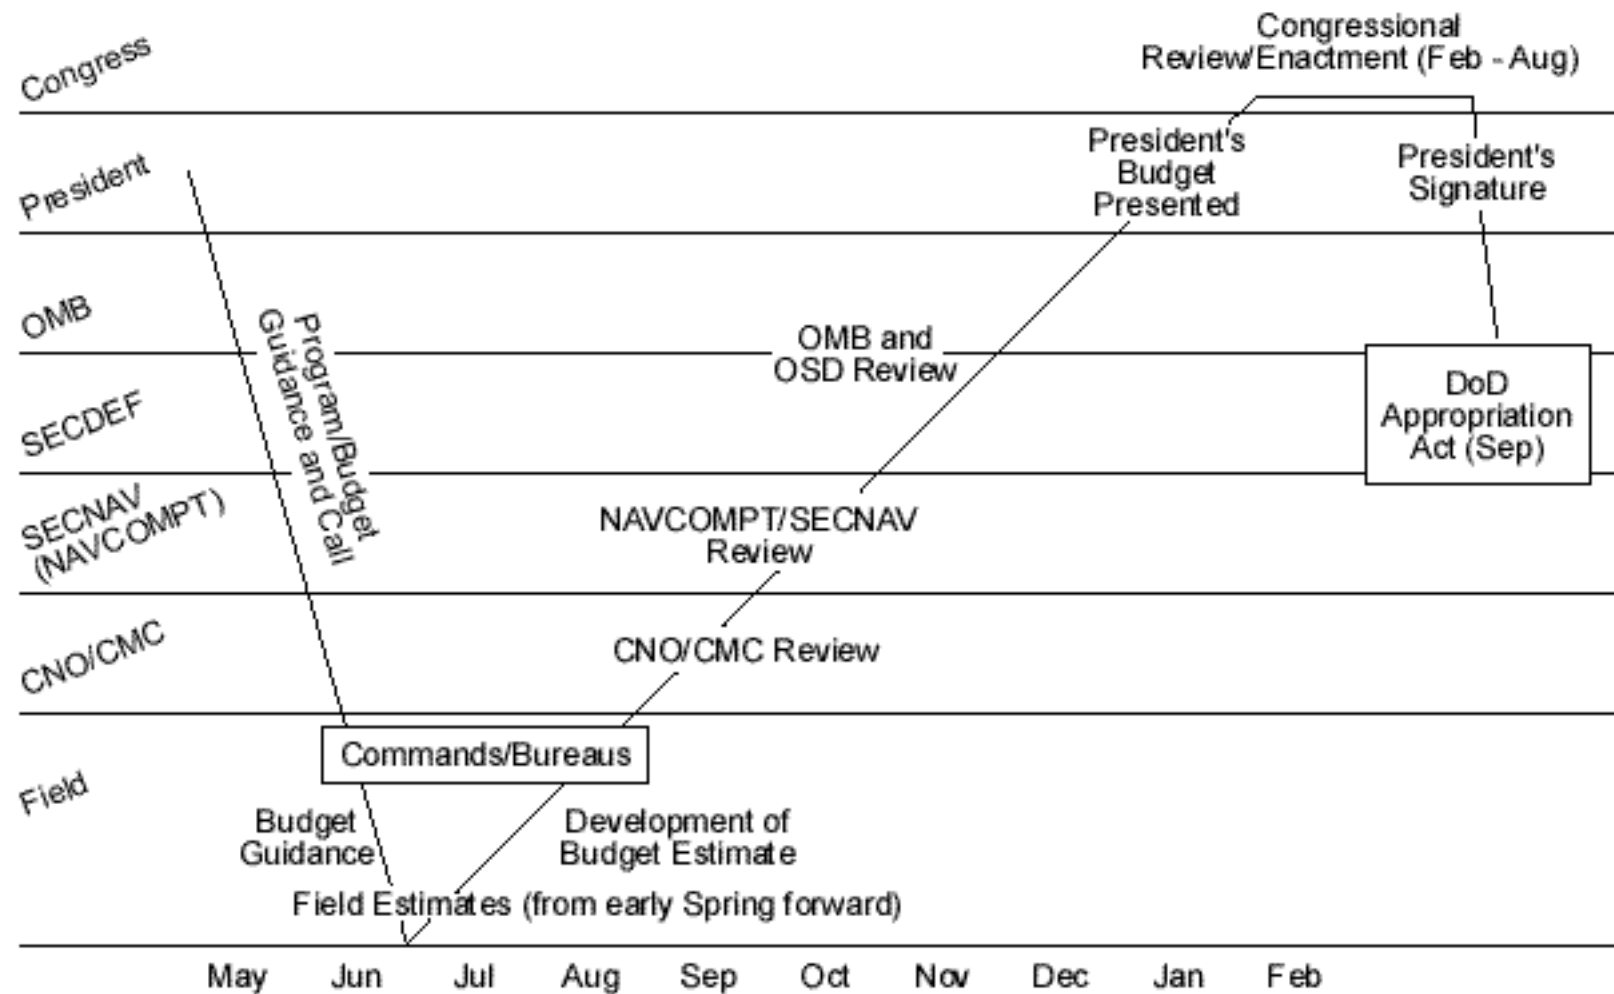 Congressional
Review/Enactment (Feb - Aug)
Congress
President's
Budget
Presented
President's
Signature
President
OMB
Program/Budget
Guidance and Call
OMB and
OSD Review
DoD
Appropriation
Act (Sep)
SECDEF
SECNAV
(NAVCOMPT)
NAVCOMPT/SECNAV
Review
CNO/CMC
CNO/CMC Review
Commands/Bureaus
Field
Budget
Guidance
Development of
Budget Estimate
Field Estimates (from early Spring forward)
May Jun Jul Aug Sep Oct Nov Dec Jan Feb